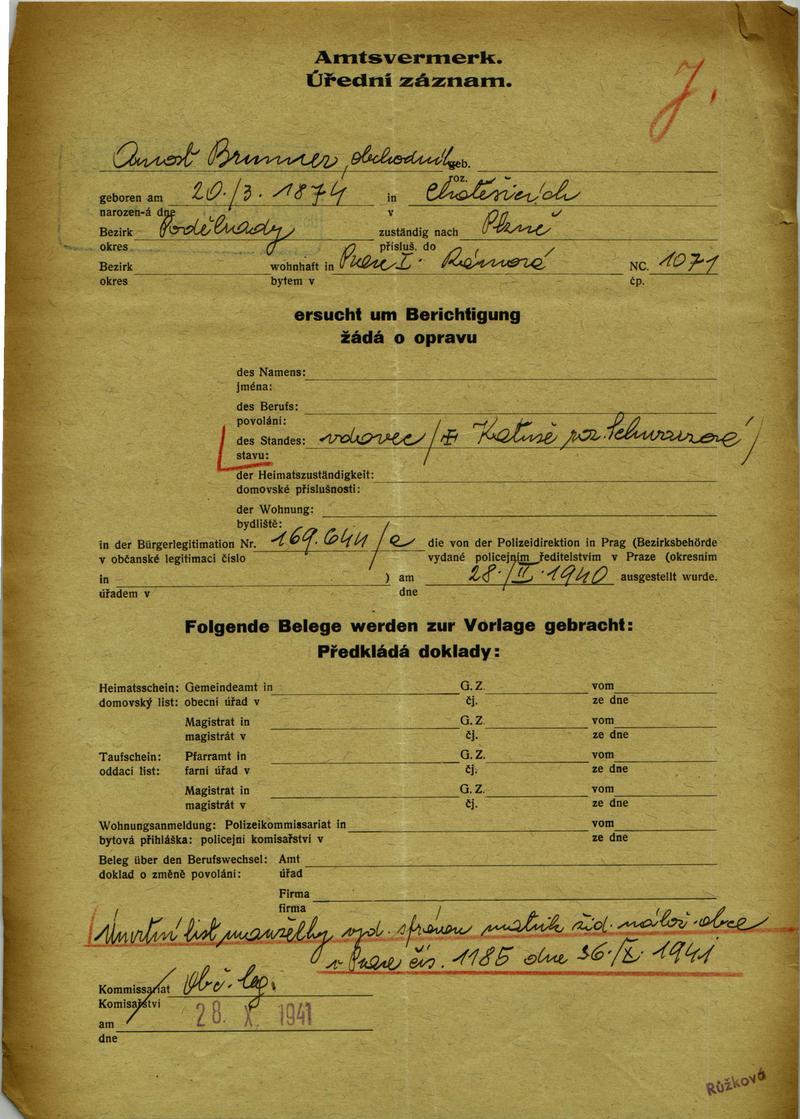 Amtsvermerk.
Úřední záznam.
J.
Arnošt Brunner, obchodník geb.
roz.
geboren am 20./3. 1874 in Chotěšicích
narozen-á dne v
Bezirk Poděbrady zuständig nach Plzně
okres přísluš. do
Bezirk wohnhaft in Praze I. NC. 1071
okres bytem v čp.
ersucht um Berichtigung
žádá o opravu
des Namens:
jména:
des Berufs:
povolání:
des Standes: vdovec /
stavu:
der Heimatszuständigkeit:
domovské příslušnosti:
der Wohnung:
bydliště:
in der Bürgerlegitimation Nr. 169.644/ die von der Polizeidirektion in Prag (Bezirksbehörde
v občanské legitimaci číslo vydané policejním ředitelstvím v Praze (okresním
in ) am 28./II. 1940 ausgestellt wurde.
úřadem v dne
Folgende Belege werden zur Vorlage gebracht:
Předkládá doklady:
Heimatsschein: Gemeindeamt in G. Z. vom
domovský list: obecní úřad v čj. ze dne
Magistrat in G. Z. vom
magistrát v čj. ze dne
Taufschein: Pfarramt in G. Z. vom
oddací list: farní úřad v čj. ze dne
Magistrat in G. Z. vom
magistrát v čj. ze dne
Wohnungsanmeldung: Polizeikommissariat in vom
bytová přihláška: policejní komisařství v ze dne
Beleg über den Berufswechsel: Amt
doklad o změně povolání: úřad
Firma
firma
Úmrtní list manželky vyd. správou matrik žid. nábož. obce
v Praze čís. 1185 dne X. 1941
Kommissariat Obč. leg.
Komisařství
am 28. X. 1941
dne
Růžková